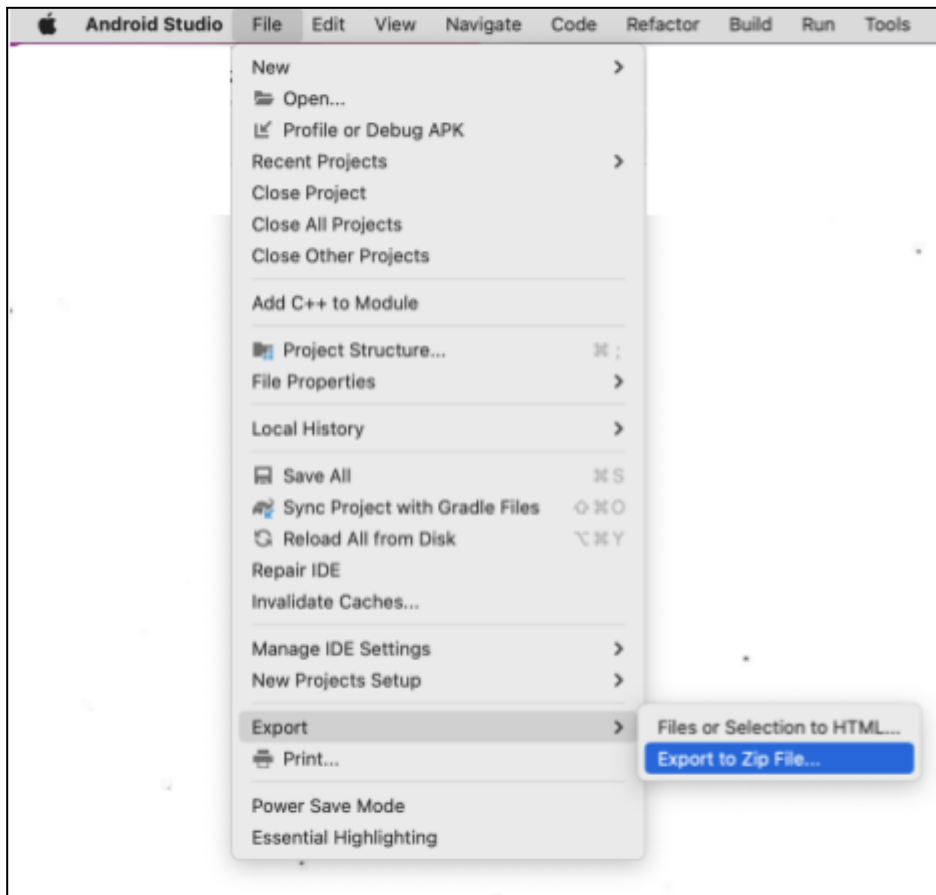 Android Studio File Edit View Navigate Code Refactor Build Run Tools
New
Open...
Profile or Debug APK
Recent Projects
Close Project
Close All Projects
Close Other Projects
Add C++ to Module
Project Structure... ⌘ ;
File Properties
Local History
Save All ⌘ S
Sync Project with Gradle Files ⇧ ⌘ O
Reload All from Disk ⌥ ⌘ Y
Repair IDE
Invalidate Caches...
Manage IDE Settings
New Projects Setup
Export
Files or Selection to HTML...
Print...
Export to Zip File...
Power Save Mode
Essential Highlighting